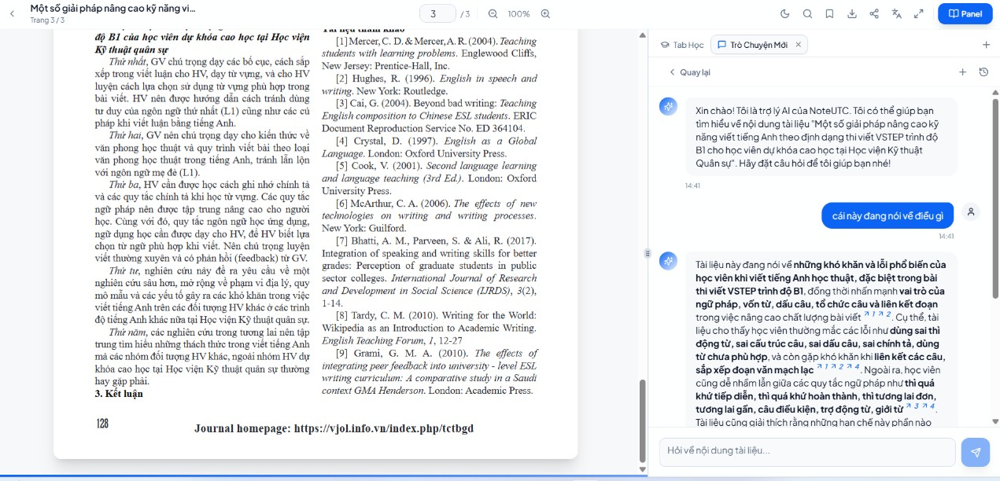 Một số giải pháp nâng cao kỹ năng vi...
Trang 3 / 3
3 / 3
100%
Panel
độ B1 của học viên dự khóa cao học tại Học viện
Kỹ thuật quân sự
Thứ nhất, GV chú trọng dạy các bố cục, cách sắp
xếp trong viết luận cho HV, dạy từ vựng, và cho HV
luyện cách lựa chọn sử dụng từ vựng phù hợp trong
bài viết. HV nên được hướng dẫn cách tránh dùng
tư duy của ngôn ngữ thứ nhất (L1) cũng như các cú
pháp khi viết luận bằng tiếng Anh.
Thứ hai, GV nên chú trọng dạy cho kiến thức về
văn phong học thuật và quy trình viết bài theo loại
văn phong học thuật trong tiếng Anh, tránh lẫn lộn
với ngôn ngữ mẹ đẻ (L1).
Thứ ba, HV cần được học cách ghi nhớ chính tả
và các quy tắc chính tả khi học từ vựng. Các quy tắc
ngữ pháp nên được tập trung nâng cao cho người
học. Cùng với đó, quy tắc ngôn ngữ học ứng dụng,
ngữ dụng học cần được dạy cho HV, để HV biết lựa
chọn từ ngữ phù hợp khi viết. Nên chú trọng luyện
viết thường xuyên và có phản hồi (feedback) từ GV.
Thứ tư, nghiên cứu này đề ra yêu cầu về một
nghiên cứu sâu hơn, mở rộng về phạm vi địa lý, quy
mô mẫu và các yếu tố gây ra các khó khăn trong việc
viết tiếng Anh trên các đối tượng HV khác ở các trình
độ tiếng Anh khác nữa tại Học viện Kỹ thuật quân sự.
Thứ năm, các nghiên cứu trong tương lai nên tập
trung tìm hiểu những thách thức trong viết tiếng Anh
mà các nhóm đối tượng HV khác, ngoài nhóm HV dự
khóa cao học tại Học viện Kỹ thuật quân sự thường
hay gặp phải.
3. Kết luận
Tài liệu tham khảo
[1] Mercer, C. D. & Mercer, A. R. (2004). Teaching
students with learning problems. Englewood Cliffs,
New Jersey: Prentice-Hall, Inc.
[2] Hughes, R. (1996). English in speech and
writing. New York: Routledge.
[3] Cai, G. (2004). Beyond bad writing: Teaching
English composition to Chinese ESL students. ERIC
Document Reproduction Service No. ED 364104.
[4] Crystal, D. (1997). English as a Global
Language. London: Oxford University Press.
[5] Cook, V. (2001). Second language learning
and language teaching (3rd Ed.). London: Oxford
University Press.
[6] McArthur, C. A. (2006). The effects of new
technologies on writing and writing processes.
New York: Guilford.
[7] Bhatti, A. M., Parveen, S. & Ali, R. (2017).
Integration of speaking and writing skills for better
grades: Perception of graduate students in public
sector colleges. International Journal of Research
and Development in Social Science (IJRDS), 3(2),
1-14.
[8] Tardy, C. M. (2010). Writing for the World:
Wikipedia as an Introduction to Academic Writing.
English Teaching Forum, 1, 12-27
[9] Grami, G. M. A. (2010). The effects of
integrating peer feedback into university - level ESL
writing curriculum: A comparative study in a Saudi
context GMA Henderson. London: Academic Press.
128
Journal homepage: https://vjol.info.vn/index.php/tctbgd
Tab Học
Trò Chuyện Mới
Quay lại
Xin chào! Tôi là trợ lý AI của NoteUTC. Tôi có thể giúp bạn
tìm hiểu về nội dung tài liệu "Một số giải pháp nâng cao kỹ
năng viết tiếng Anh theo định dạng thi viết VSTEP trình độ
B1 cho học viên dự khóa cao học tại Học viện Kỹ thuật
Quân sự". Hãy đặt câu hỏi để tôi giúp bạn nhé!
14:41
cái này đang nói về điều gì
14:41
Tài liệu này đang nói về những khó khăn và lỗi phổ biến của
học viên khi viết tiếng Anh học thuật, đặc biệt trong bài
thi viết VSTEP trình độ B1, đồng thời nhấn mạnh vai trò của
ngữ pháp, vốn từ, dấu câu, tổ chức câu và liên kết đoạn
trong việc nâng cao chất lượng bài viết ↗1↗2. Cụ thể, tài
liệu cho thấy học viên thường mắc các lỗi như dùng sai thì
động từ, sai cấu trúc câu, sai dấu câu, sai chính tả, dùng
từ chưa phù hợp, và còn gặp khó khăn khi liên kết các câu,
sắp xếp đoạn văn mạch lạc ↗1↗2↗4. Ngoài ra, học viên
cũng dễ nhầm lẫn giữa các quy tắc ngữ pháp như thì quá
khứ tiếp diễn, thì quá khứ hoàn thành, thì tương lai đơn,
tương lai gần, câu điều kiện, trợ động từ, giới từ ↗3↗4.
Tài liệu cũng giải thích rằng những hạn chế này phần nào
Hỏi về nội dung tài liệu...